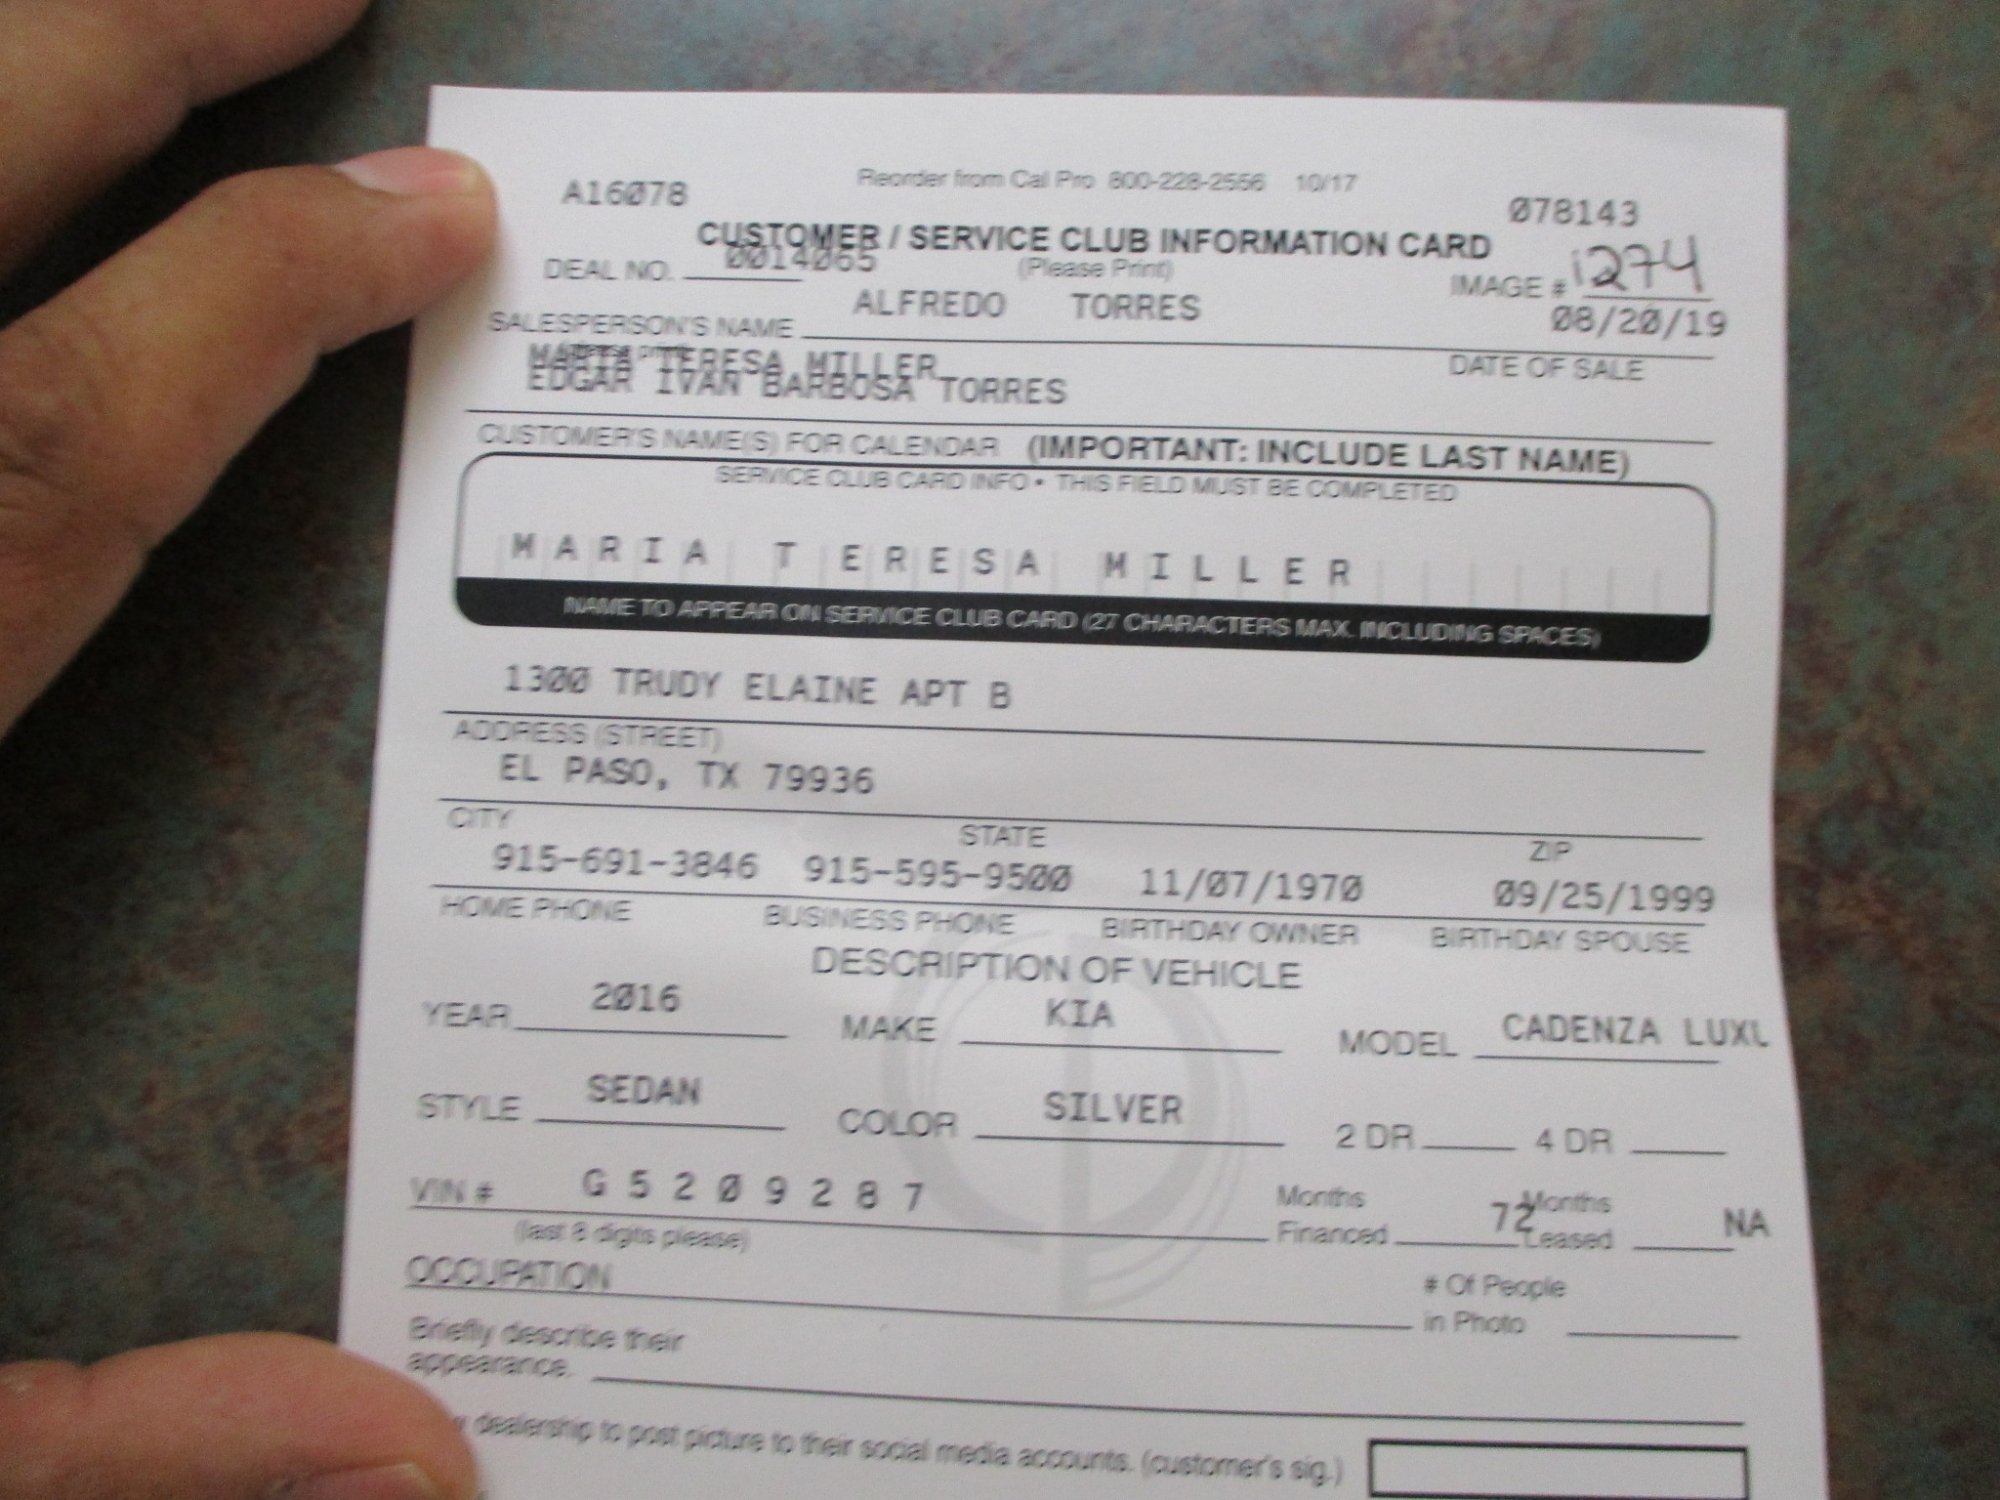 Reorder from Cal Pro 800-228-2556 10/17
A16078 078143
CUSTOMER / SERVICE CLUB INFORMATION CARD
DEAL NO. 0014065 (Please Print) IMAGE # 1274
ALFREDO TORRES 08/20/19
SALESPERSON'S NAME DATE OF SALE
(please print)
MARIA TERESA MILLER
EDGAR IVAN BARBOSA TORRES
CUSTOMER'S NAME(S) FOR CALENDAR (IMPORTANT: INCLUDE LAST NAME)
SERVICE CLUB CARD INFO • THIS FIELD MUST BE COMPLETED
MARIA TERESA MILLER
NAME TO APPEAR ON SERVICE CLUB CARD (27 CHARACTERS MAX. INCLUDING SPACES)
1300 TRUDY ELAINE APT B
ADDRESS (STREET)
EL PASO, TX 79936
CITY STATE ZIP
915-691-3846 915-595-9500 11/07/1970 09/25/1999
HOME PHONE BUSINESS PHONE BIRTHDAY OWNER BIRTHDAY SPOUSE
DESCRIPTION OF VEHICLE
YEAR 2016 MAKE KIA MODEL CADENZA LUXL
STYLE SEDAN COLOR SILVER 2 DR 4 DR
VIN # G5209287 Months Financed 72 Months Leased NA
(last 8 digits please)
OCCUPATION # Of People in Photo
Briefly describe their
appearance.
dealership to post picture to their social media accounts. (customer's sig.)